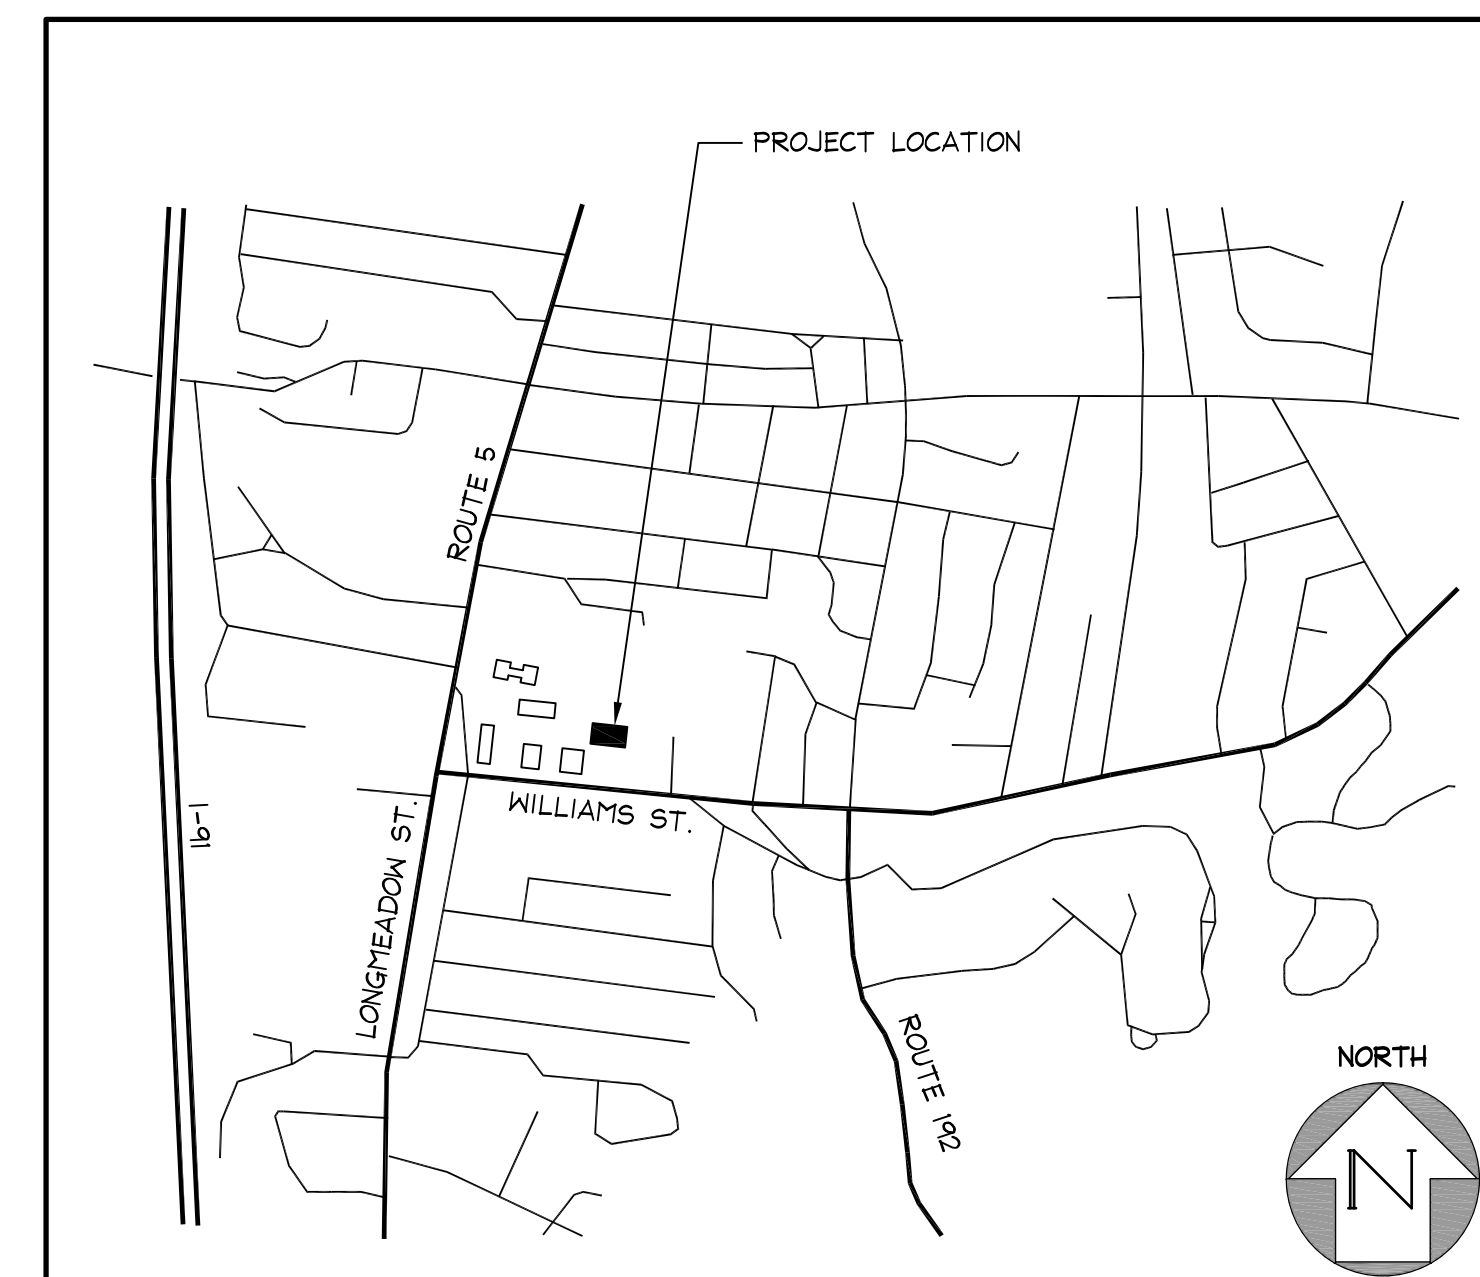 PROJECT LOCATION
ROUTE 5
WILLIAMS ST.
I-91
LONGMEADOW ST.
ROUTE 192
NORTH
N